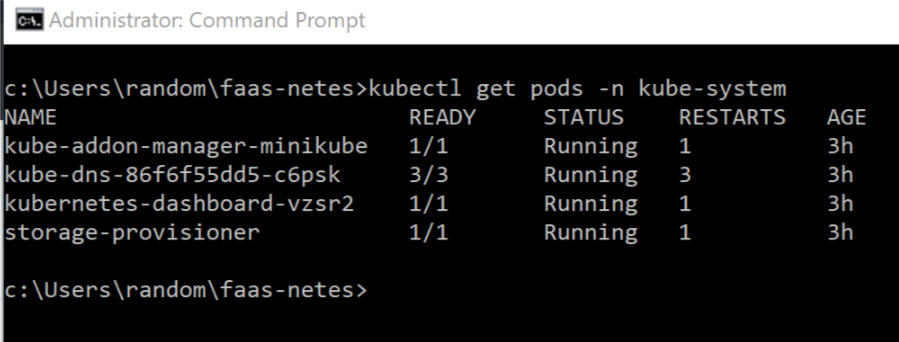 Administrator: Command Prompt
c:\Users\random\faas-netes>kubectl get pods -n kube-system
NAME READY STATUS RESTARTS AGE
kube-addon-manager-minikube 1/1 Running 1 3h
kube-dns-86f6f55dd5-c6psk 3/3 Running 3 3h
kubernetes-dashboard-vzsr2 1/1 Running 1 3h
storage-provisioner 1/1 Running 1 3h
c:\Users\random\faas-netes>